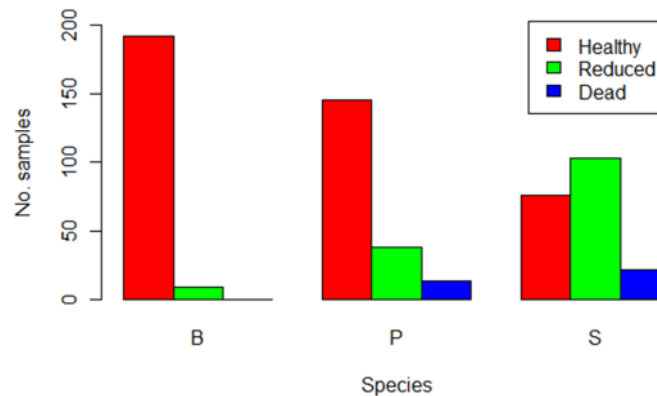 200
150
100
50
0
No. samples
Healthy
Reduced
Dead
B P S
Species